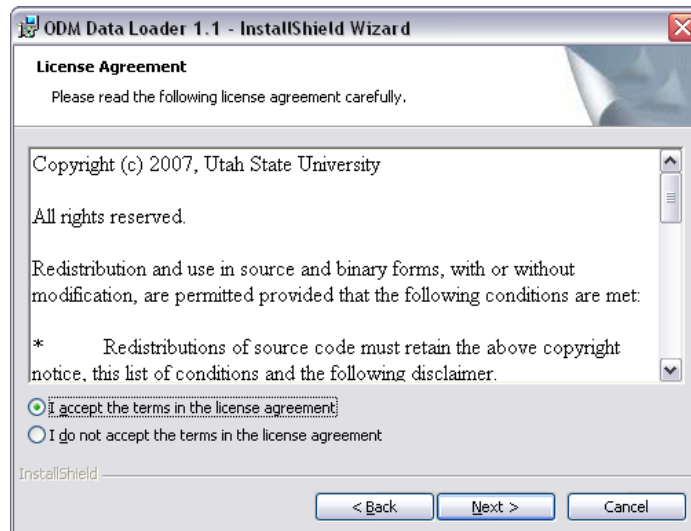 ODM Data Loader 1.1 - InstallShield Wizard
License Agreement
Please read the following license agreement carefully.
Copyright (c) 2007, Utah State University
All rights reserved.
Redistribution and use in source and binary forms, with or without
modification, are permitted provided that the following conditions are met:
* Redistributions of source code must retain the above copyright
notice, this list of conditions and the following disclaimer.
I accept the terms in the license agreement
I do not accept the terms in the license agreement
InstallShield
< Back Next > Cancel